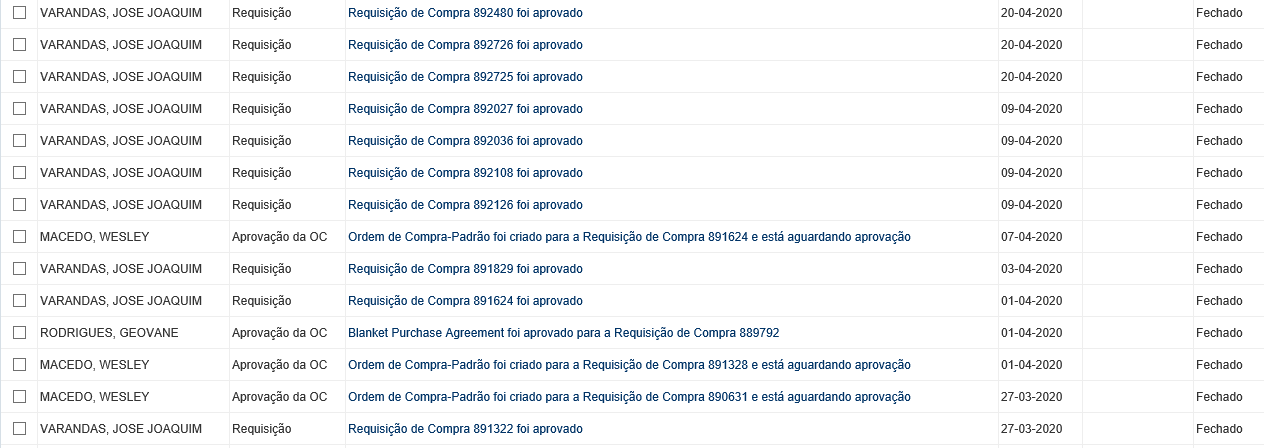 VARANDAS, JOSE JOAQUIM Requisição Requisição de Compra 892480 foi aprovado 20-04-2020 Fechado
VARANDAS, JOSE JOAQUIM Requisição Requisição de Compra 892726 foi aprovado 20-04-2020 Fechado
VARANDAS, JOSE JOAQUIM Requisição Requisição de Compra 892725 foi aprovado 20-04-2020 Fechado
VARANDAS, JOSE JOAQUIM Requisição Requisição de Compra 892027 foi aprovado 09-04-2020 Fechado
VARANDAS, JOSE JOAQUIM Requisição Requisição de Compra 892036 foi aprovado 09-04-2020 Fechado
VARANDAS, JOSE JOAQUIM Requisição Requisição de Compra 892108 foi aprovado 09-04-2020 Fechado
VARANDAS, JOSE JOAQUIM Requisição Requisição de Compra 892126 foi aprovado 09-04-2020 Fechado
MACEDO, WESLEY Aprovação da OC Ordem de Compra-Padrão foi criado para a Requisição de Compra 891624 e está aguardando aprovação 07-04-2020 Fechado
VARANDAS, JOSE JOAQUIM Requisição Requisição de Compra 891829 foi aprovado 03-04-2020 Fechado
VARANDAS, JOSE JOAQUIM Requisição Requisição de Compra 891624 foi aprovado 01-04-2020 Fechado
RODRIGUES, GEOVANE Aprovação da OC Blanket Purchase Agreement foi aprovado para a Requisição de Compra 889792 01-04-2020 Fechado
MACEDO, WESLEY Aprovação da OC Ordem de Compra-Padrão foi criado para a Requisição de Compra 891328 e está aguardando aprovação 01-04-2020 Fechado
MACEDO, WESLEY Aprovação da OC Ordem de Compra-Padrão foi criado para a Requisição de Compra 890631 e está aguardando aprovação 27-03-2020 Fechado
VARANDAS, JOSE JOAQUIM Requisição Requisição de Compra 891322 foi aprovado 27-03-2020 Fechado